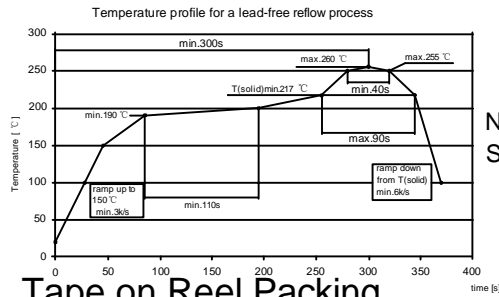 Temperature profile for a lead-free reflow process
300
250
200
150
100
50
0
Temperature [ ℃]
min.300s
max.260 ℃
max.255 ℃
min.40s
T(solid)min.217 ℃
min.190 ℃
max.90s
ramp up to
150℃
min.3k/s
min.110s
ramp down
from T(solid)
min.6k/s
0 50 100 150 200 250 300 350 400
time [s]
N
S
Tape on Reel Packing